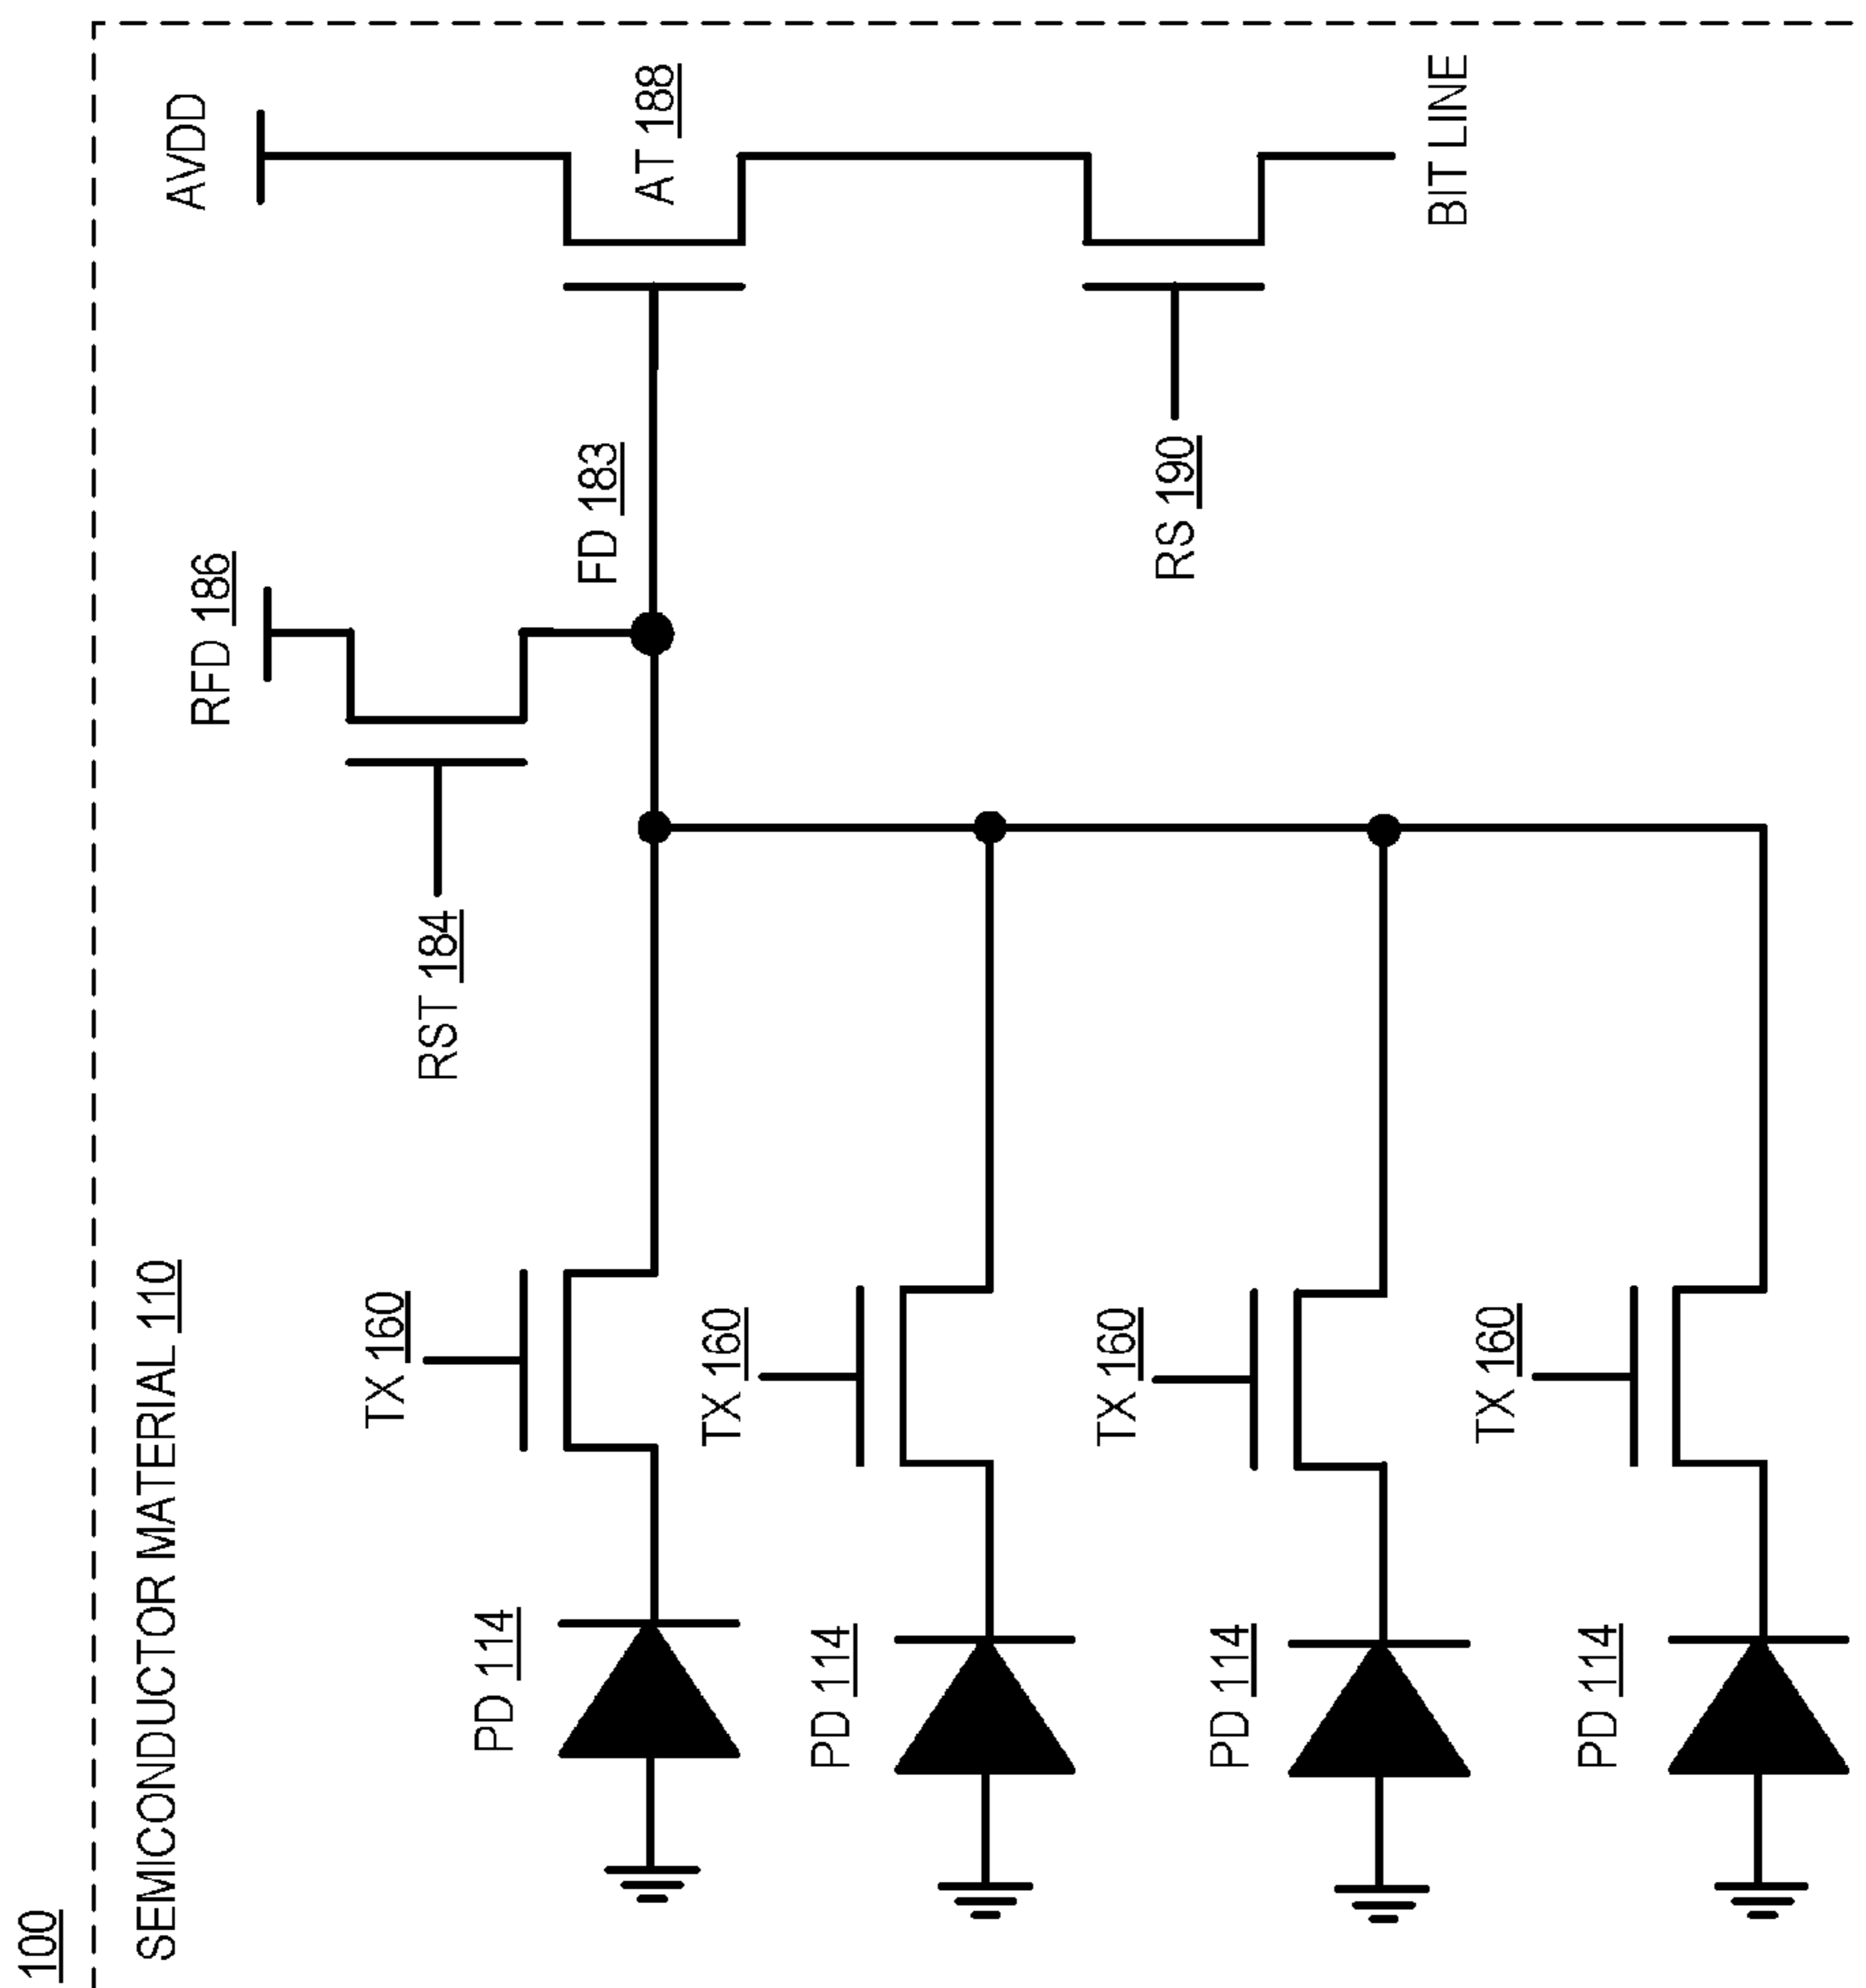 100
SEMICONDUCTOR MATERIAL 110
AVDD
RFD 186
AT 188
RST 184
FD 183
TX 160
PD 114
TX 160
PD 114
RS 190
TX 160
PD 114
BIT LINE
TX 160
PD 114